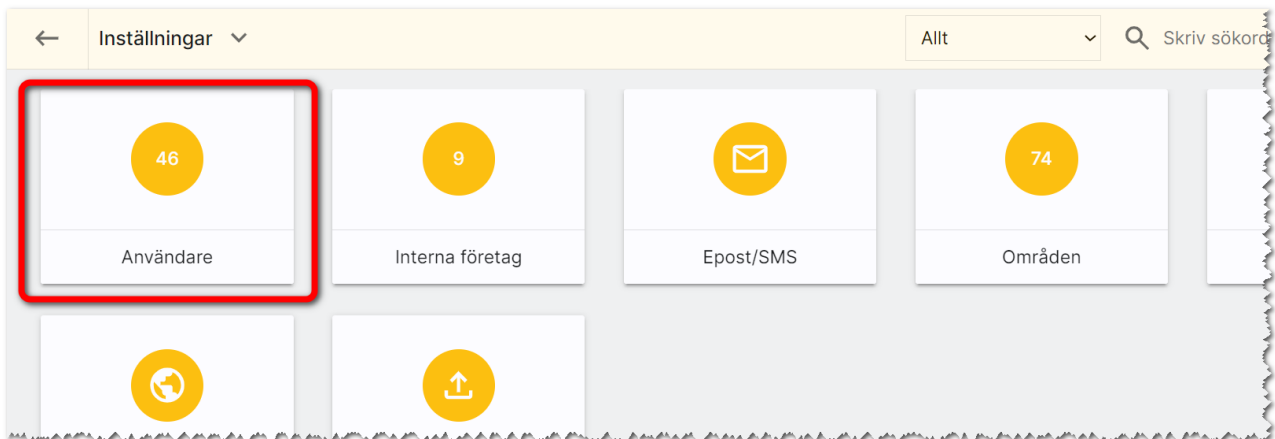 Inställningar
Allt
Skriv sökord
46
9
74
Användare
Interna företag
Epost/SMS
Områden